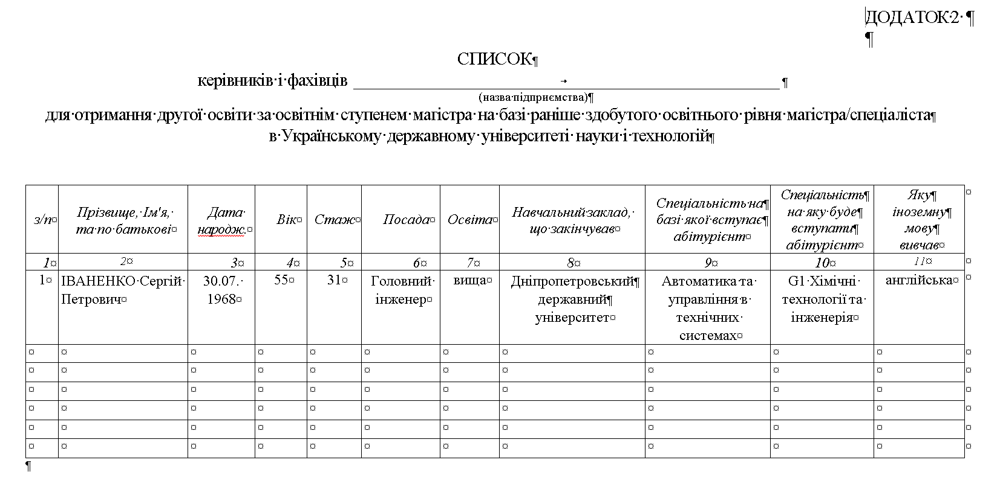 ДОДАТОК 2
СПИСОК
керівників і фахівців
(назва підприємства)
для отримання другої освіти за освітнім ступенем магістра на базі раніше здобутого освітнього рівня магістра/спеціаліста
в Українському державному університеті науки і технологій
з/п
Прізвище, Ім'я,
та по батькові
Дата
народж.
Вік
Стаж
Посада
Освіта
Навчальний заклад,
що закінчував
Спеціальність на
базі якої вступає
абітурієнт
Спеціальність
на яку буде
вступати
абітурієнт
Яку
іноземну
мову
вивчав
1 2 3 4 5 6 7 8 9 10 11
1
ІВАНЕНКО Сергій
Петрович
30.07.
1968
55
31
Головний
інженер
вища
Дніпропетровський
державний
університет
Автоматика та
управління в
технічних
системах
G1 Хімічні
технології та
інженерія
англійська